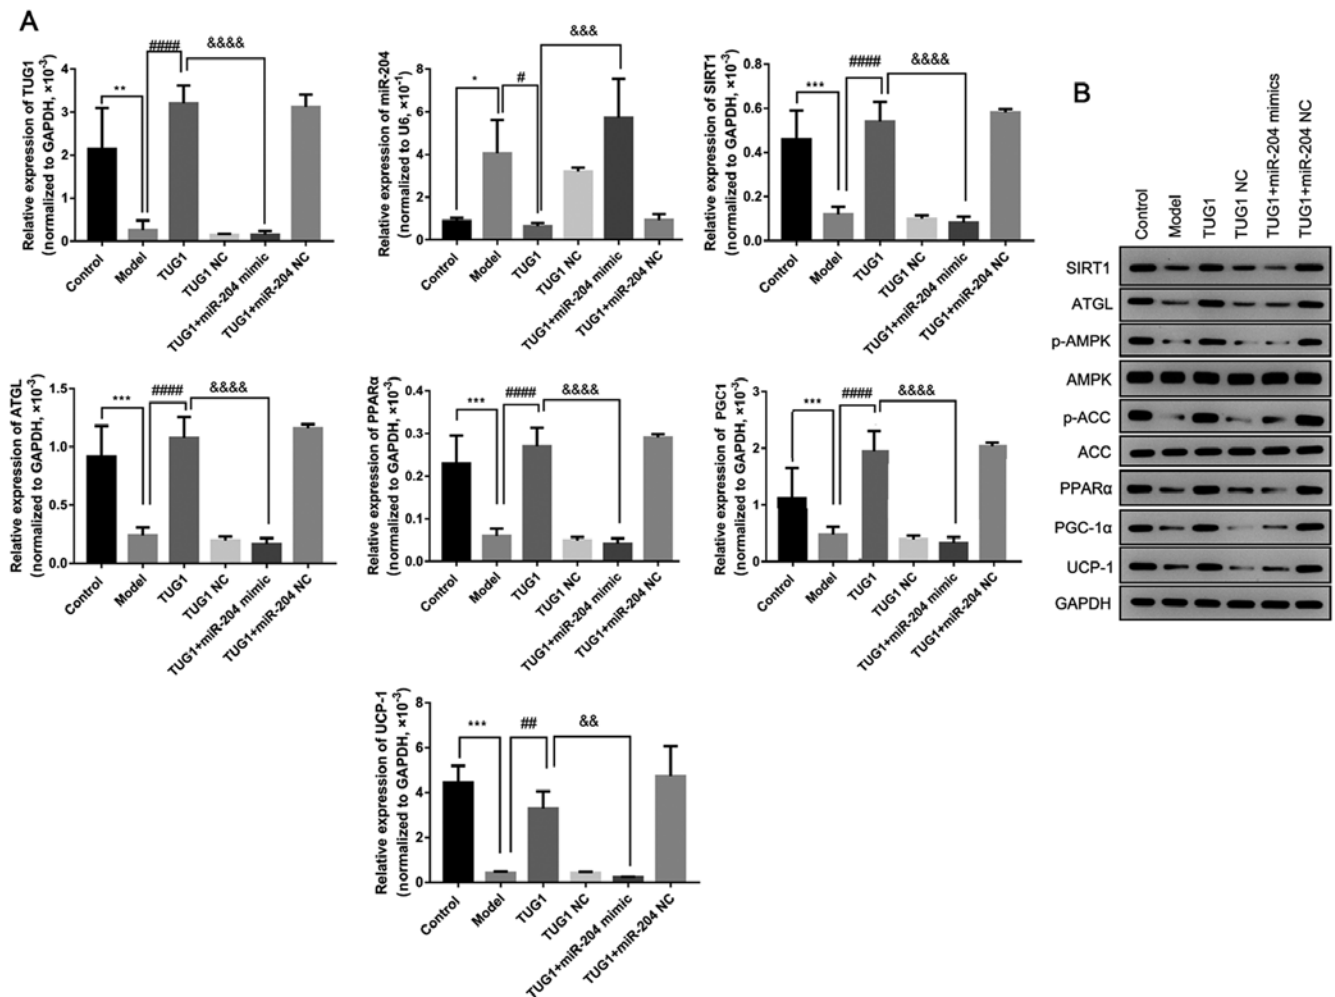 A
Relative expression of TUG1
(normalized to GAPDH, ×10⁻³)
4
3
2
1
0
**
####
&&&&
Control
Model
TUG1
TUG1 NC
TUG1+miR-204 mimic
TUG1+miR-204 NC
Relative expression of miR-204
(normalized to U6, ×10⁻¹)
8
6
4
2
0
*
#
&&&
Control
Model
TUG1
TUG1 NC
TUG1+miR-204 mimic
TUG1+miR-204 NC
Relative expression of SIRT1
(normalized to GAPDH, ×10⁻³)
0.8
0.6
0.4
0.2
0.0
***
####
&&&&
Control
Model
TUG1
TUG1 NC
TUG1+miR-204 mimic
TUG1+miR-204 NC
Relative expression of ATGL
(normalized to GAPDH, ×10⁻³)
1.5
1.0
0.5
0.0
***
####
&&&&
Control
Model
TUG1
TUG1 NC
TUG1+miR-204 mimic
TUG1+miR-204 NC
Relative expression of PPARα
(normalized to GAPDH, ×10⁻³)
0.4
0.3
0.2
0.1
0.0
***
####
&&&&
Control
Model
TUG1
TUG1 NC
TUG1+miR-204 mimic
TUG1+miR-204 NC
Relative expression of PGC1
(normalized to GAPDH, ×10⁻³)
3
2
1
0
***
####
&&&&
Control
Model
TUG1
TUG1 NC
TUG1+miR-204 mimic
TUG1+miR-204 NC
Relative expression of UCP-1
(normalized to GAPDH, ×10⁻³)
8
6
4
2
0
***
##
&&
Control
Model
TUG1
TUG1 NC
TUG1+miR-204 mimic
TUG1+miR-204 NC
B
Control
Model
TUG1
TUG1 NC
TUG1+miR-204 mimics
TUG1+miR-204 NC
SIRT1
ATGL
p-AMPK
AMPK
p-ACC
ACC
PPARα
PGC-1α
UCP-1
GAPDH